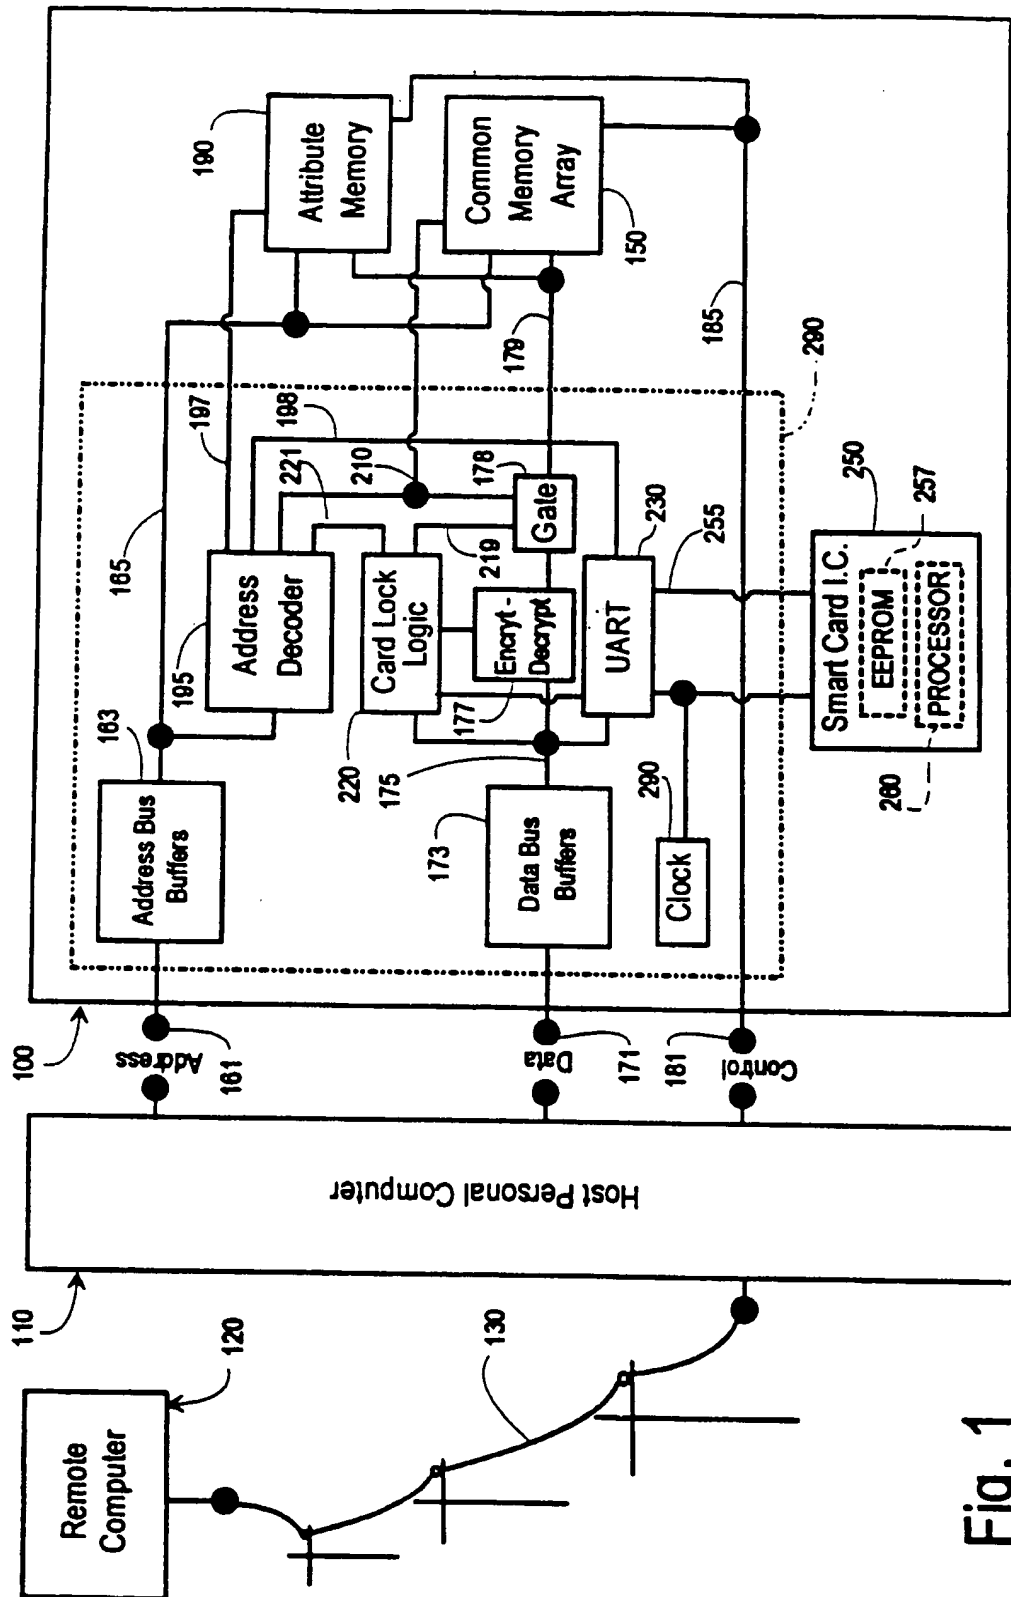 Remote
Computer
120
130
110
Host Personal Computer
100
Address
161
Data
171
Control
181
Address Bus
Buffers
163
165
195
Address
Decoder
197
198
221
210
220
Card Lock
Logic
219
178
Gate
Encryt -
Decrypt
177
175
173
Data Bus
Buffers
179
190
Attribute
Memory
Common
Memory
Array
150
185
290
230
UART
255
290
Clock
250
257
Smart Card I.C.
EEPROM
PROCESSOR
260
Fig. 1